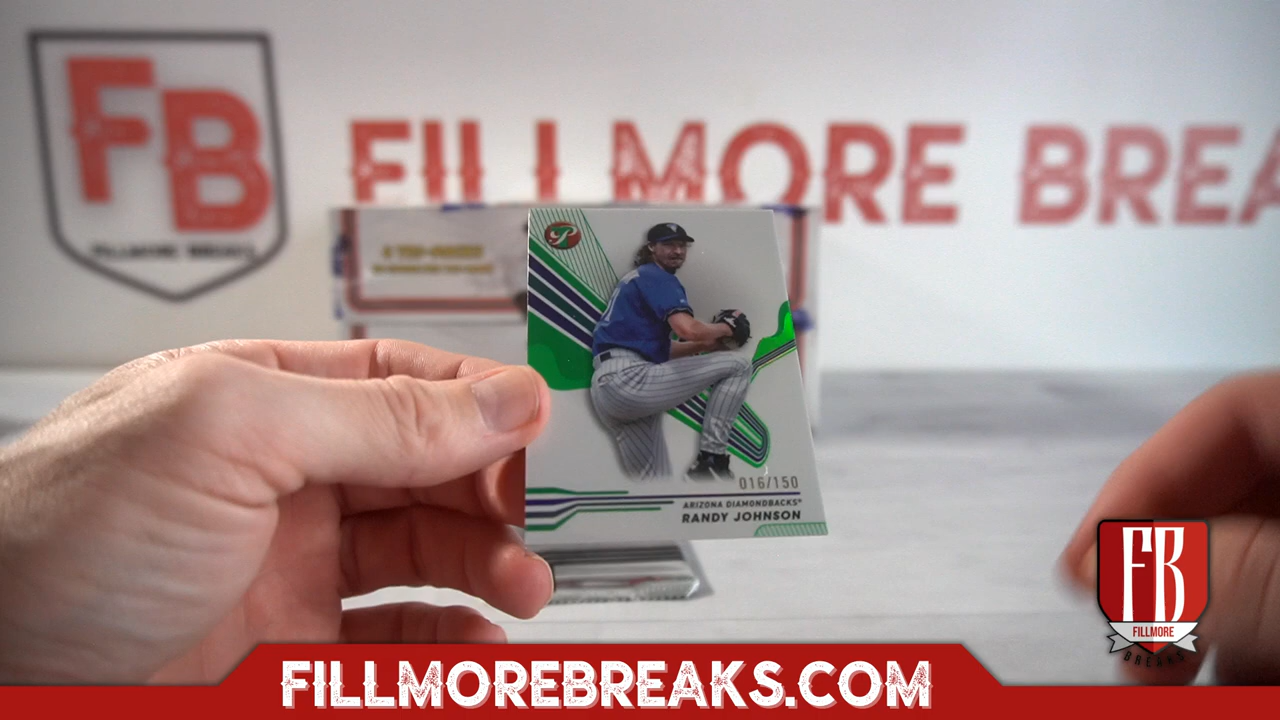 FB
FILLMORE BREAKS
FILLMORE BREA
P
016/150
ARIZONA DIAMONDBACKS®
RANDY JOHNSON
FB
FILLMORE
BREAKS
FILLMOREBREAKS.COM